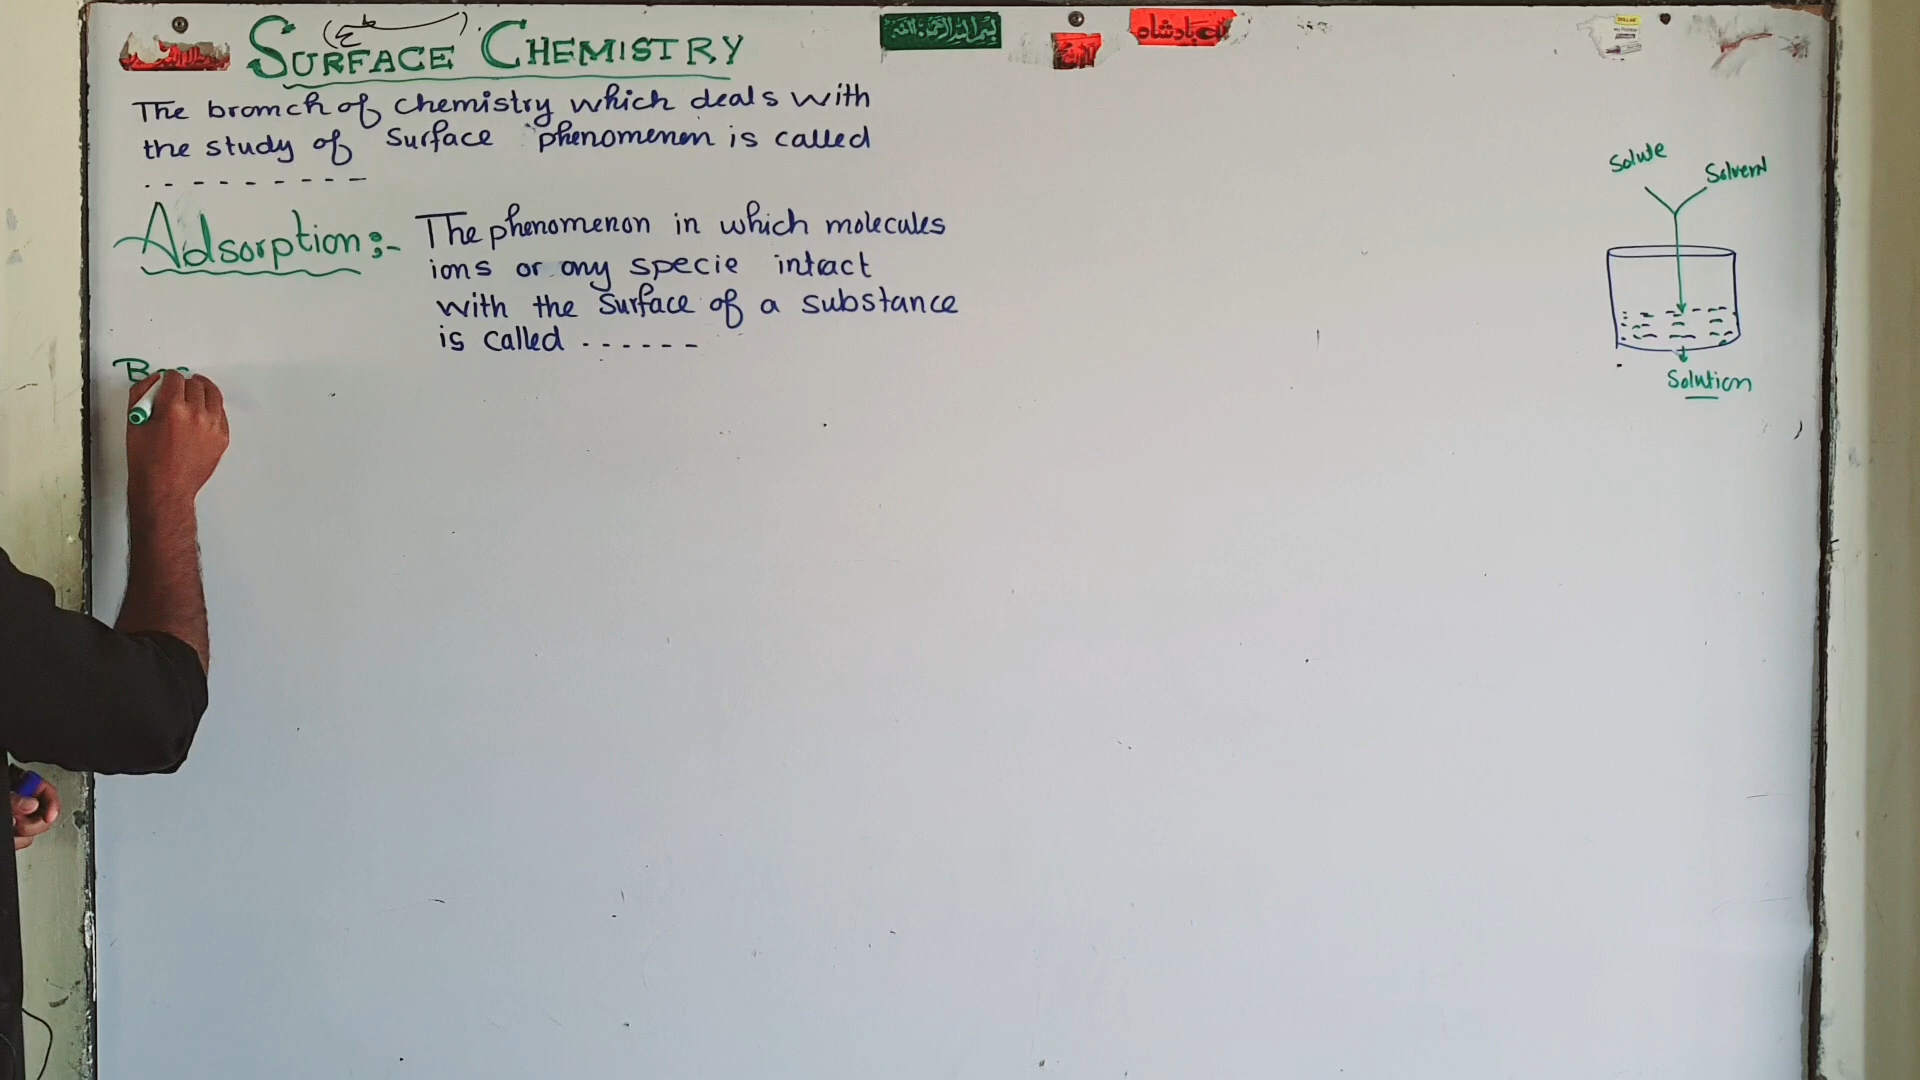 SURFACE CHEMISTRY
The branch of chemistry which deals with
the study of surface phenomenon is called
- - - - - - - - -
Adsorption:- The phenomenon in which molecules
ions or any specie intract
with the surface of a substance
is called - - - - - -
Solute
Solvent
Solution